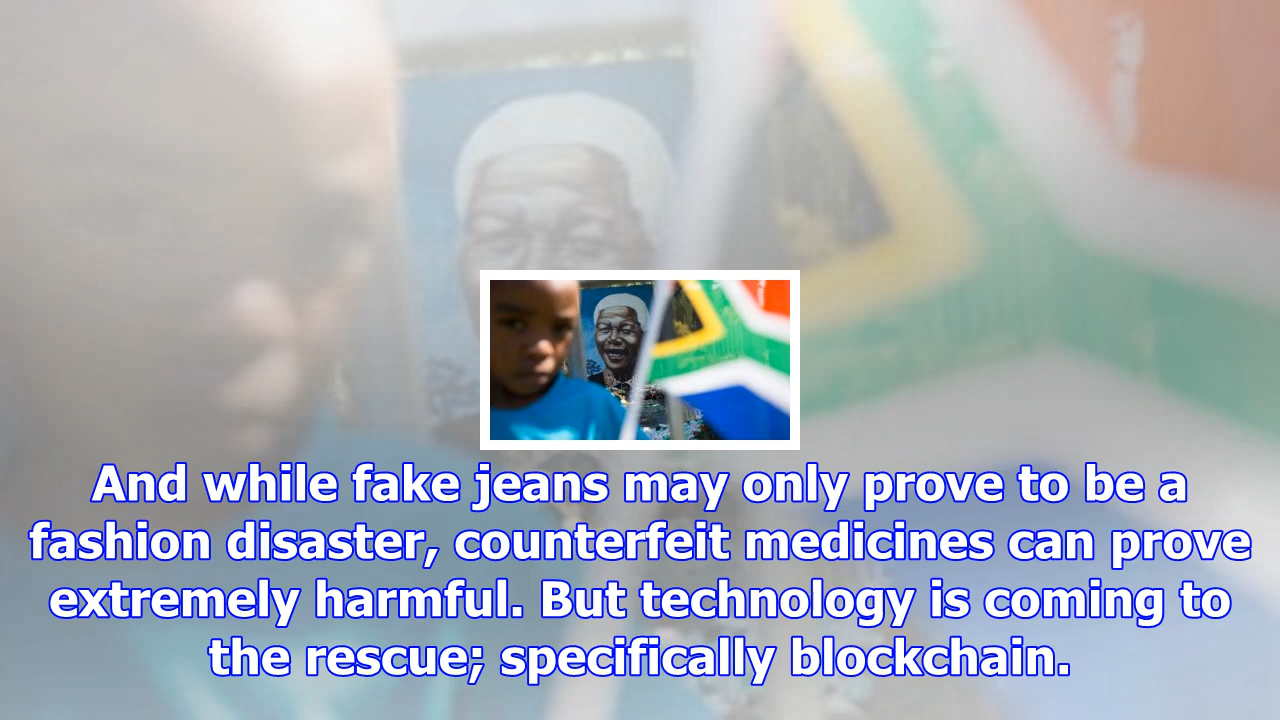 And while fake jeans may only prove to be a
fashion disaster, counterfeit medicines can prove
extremely harmful. But technology is coming to
the rescue; specifically blockchain.